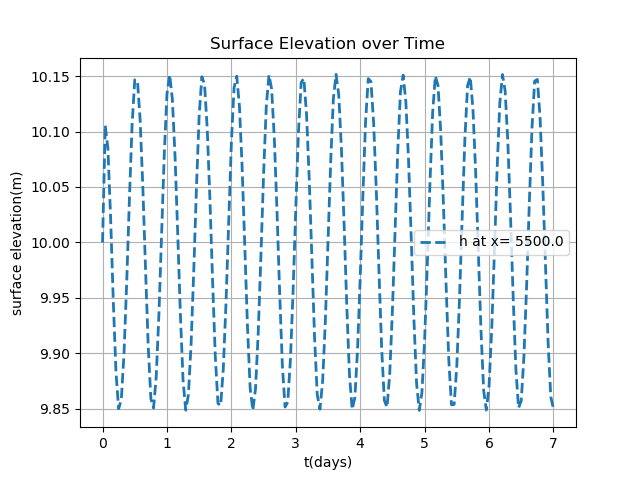 Surface Elevation over Time
surface elevation(m)
10.15
10.10
10.05
10.00
9.95
9.90
9.85
h at x= 5500.0
0 1 2 3 4 5 6 7
t(days)